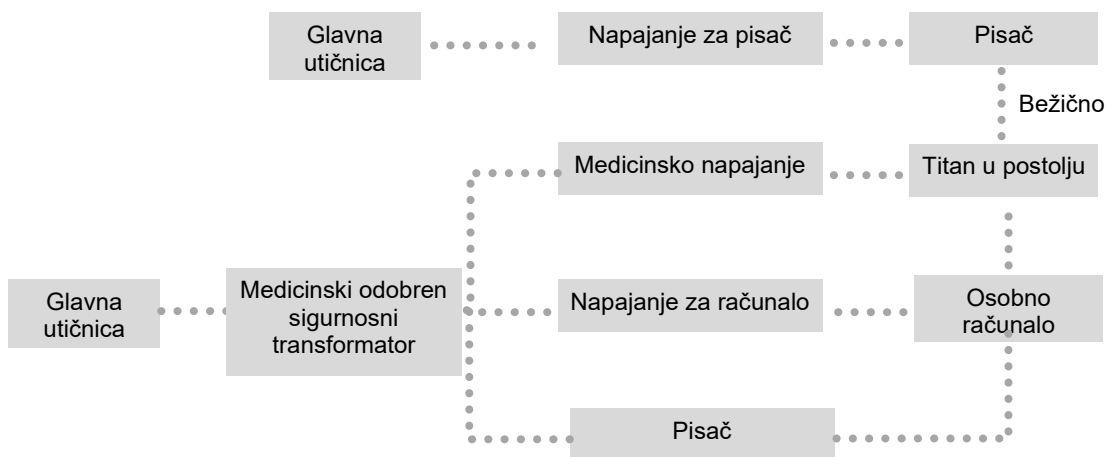 Glavna
utičnica
Napajanje za pisač
Pisač
Bežično
Medicinsko napajanje
Titan u postolju
Glavna
utičnica
Medicinski odobren
sigurnosni
transformator
Napajanje za računalo
Osobno
računalo
Pisač